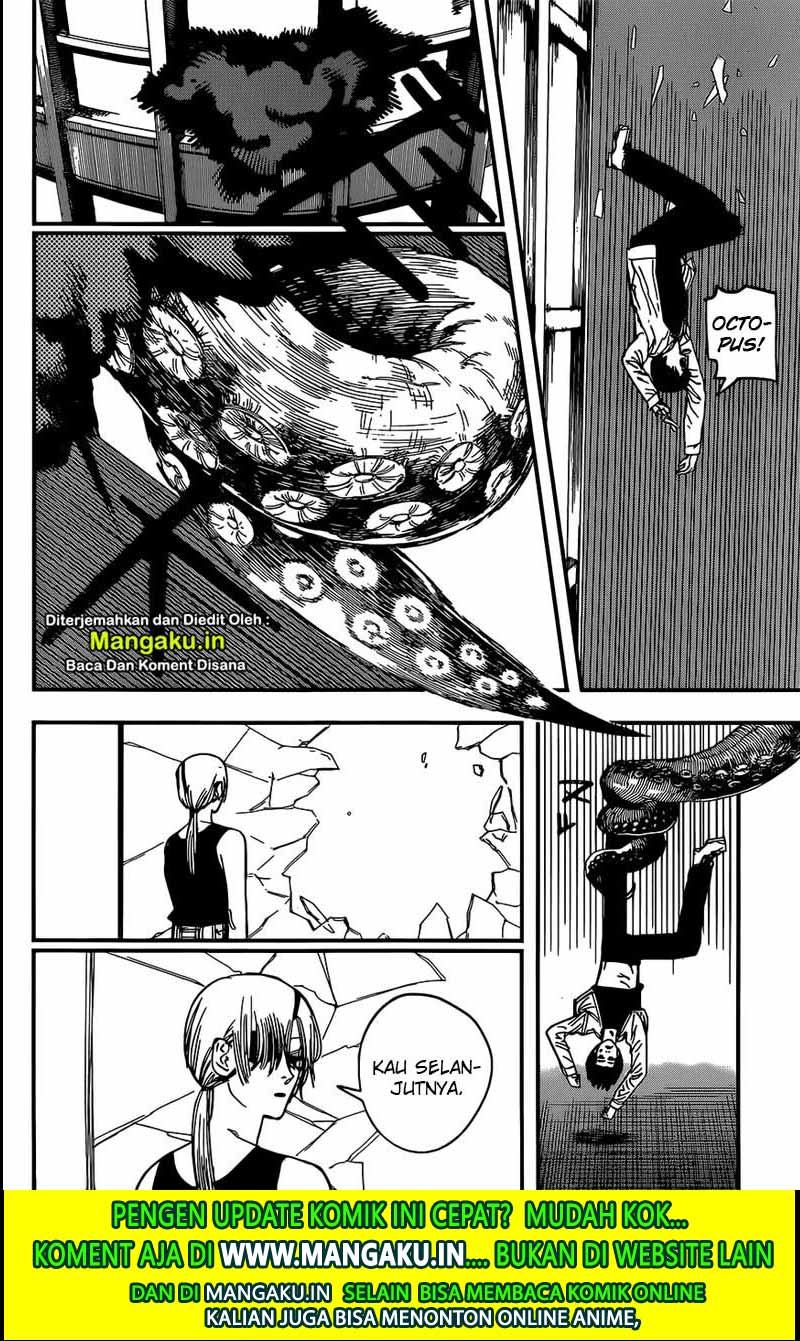 OCTO-
PUS!
Diterjemahkan dan Diedit Oleh :
Mangaku.in
Baca Dan Koment Disana
KAU SELAN-
JUTNYA.
PENGEN UPDATE KOMIK INI CEPAT? MUDAH KOK...
KOMENT AJA DI WWW.MANGAKU.IN.... BUKAN DI WEBSITE LAIN
DAN DI MANGAKU.IN SELAIN BISA MEMBACA KOMIK ONLINE
KALIAN JUGA BISA MENONTON ONLINE ANIME,